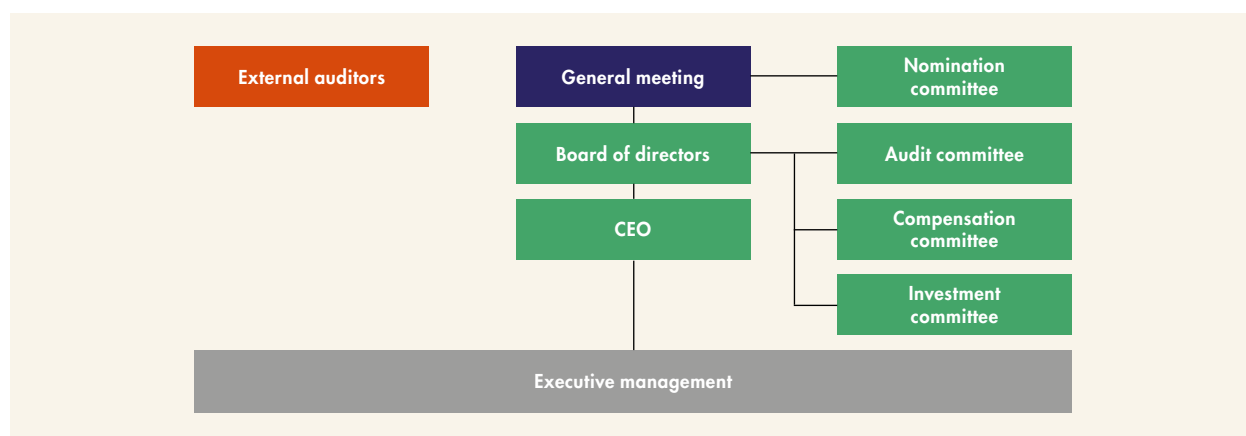 External auditors
General meeting
Nomination
committee
Board of directors
Audit committee
CEO
Compensation
committee
Investment
committee
Executive management